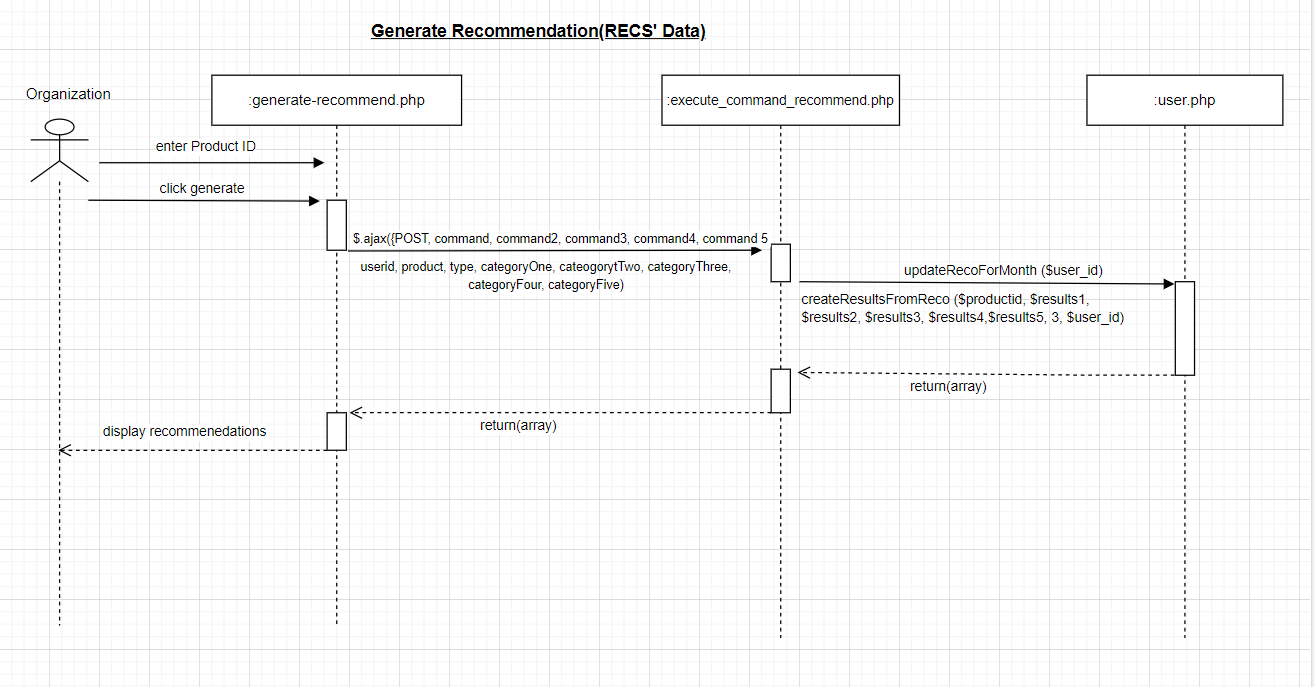 Generate Recommendation(RECS' Data)
Organization
:generate-recommend.php
:execute_command_recommend.php
:user.php
enter Product ID
click generate
$.ajax({POST, command, command2, command3, command4, command 5
userid, product, type, categoryOne, cateogorytTwo, categoryThree,
categoryFour, categoryFive)
updateRecoForMonth ($user_id)
createResultsFromReco ($productid, $results1,
$results2, $results3, $results4,$results5, 3, $user_id)
return(array)
return(array)
display recommenedations